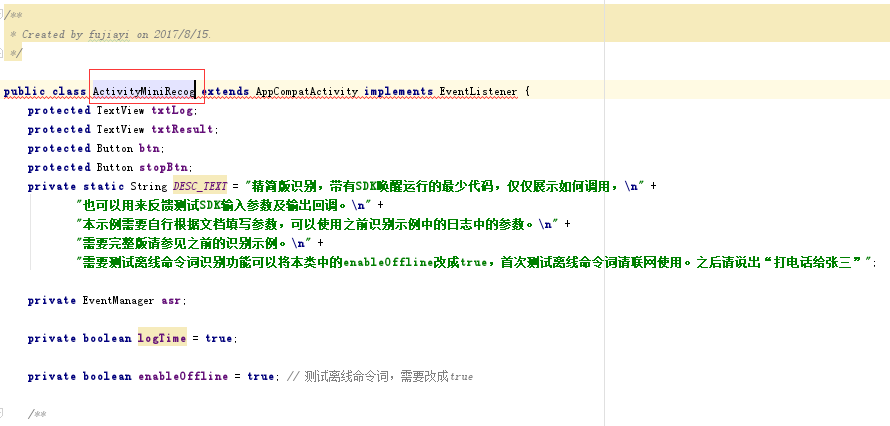 /**
* Created by fujiayi on 2017/8/15.
*/
public class ActivityMiniRecog extends AppCompatActivity implements EventListener {
protected TextView txtLog;
protected TextView txtResult;
protected Button btn;
protected Button stopBtn;
private static String DESC_TEXT = "精简版识别，带有SDK唤醒运行的最少代码，仅仅展示如何调用，\n" +
"也可以用来反馈测试SDK输入参数及输出回调。\n" +
"本示例需要自行根据文档填写参数，可以使用之前识别示例中的日志中的参数。\n" +
"需要完整版请参见之前的识别示例。\n" +
"需要测试离线命令词识别功能可以将本类中的enableOffline改成true，首次测试离线命令词请联网使用。之后请说出“打电话给张三”";
private EventManager asr;
private boolean logTime = true;
private boolean enableOffline = true; // 测试离线命令词，需要改成true
/**